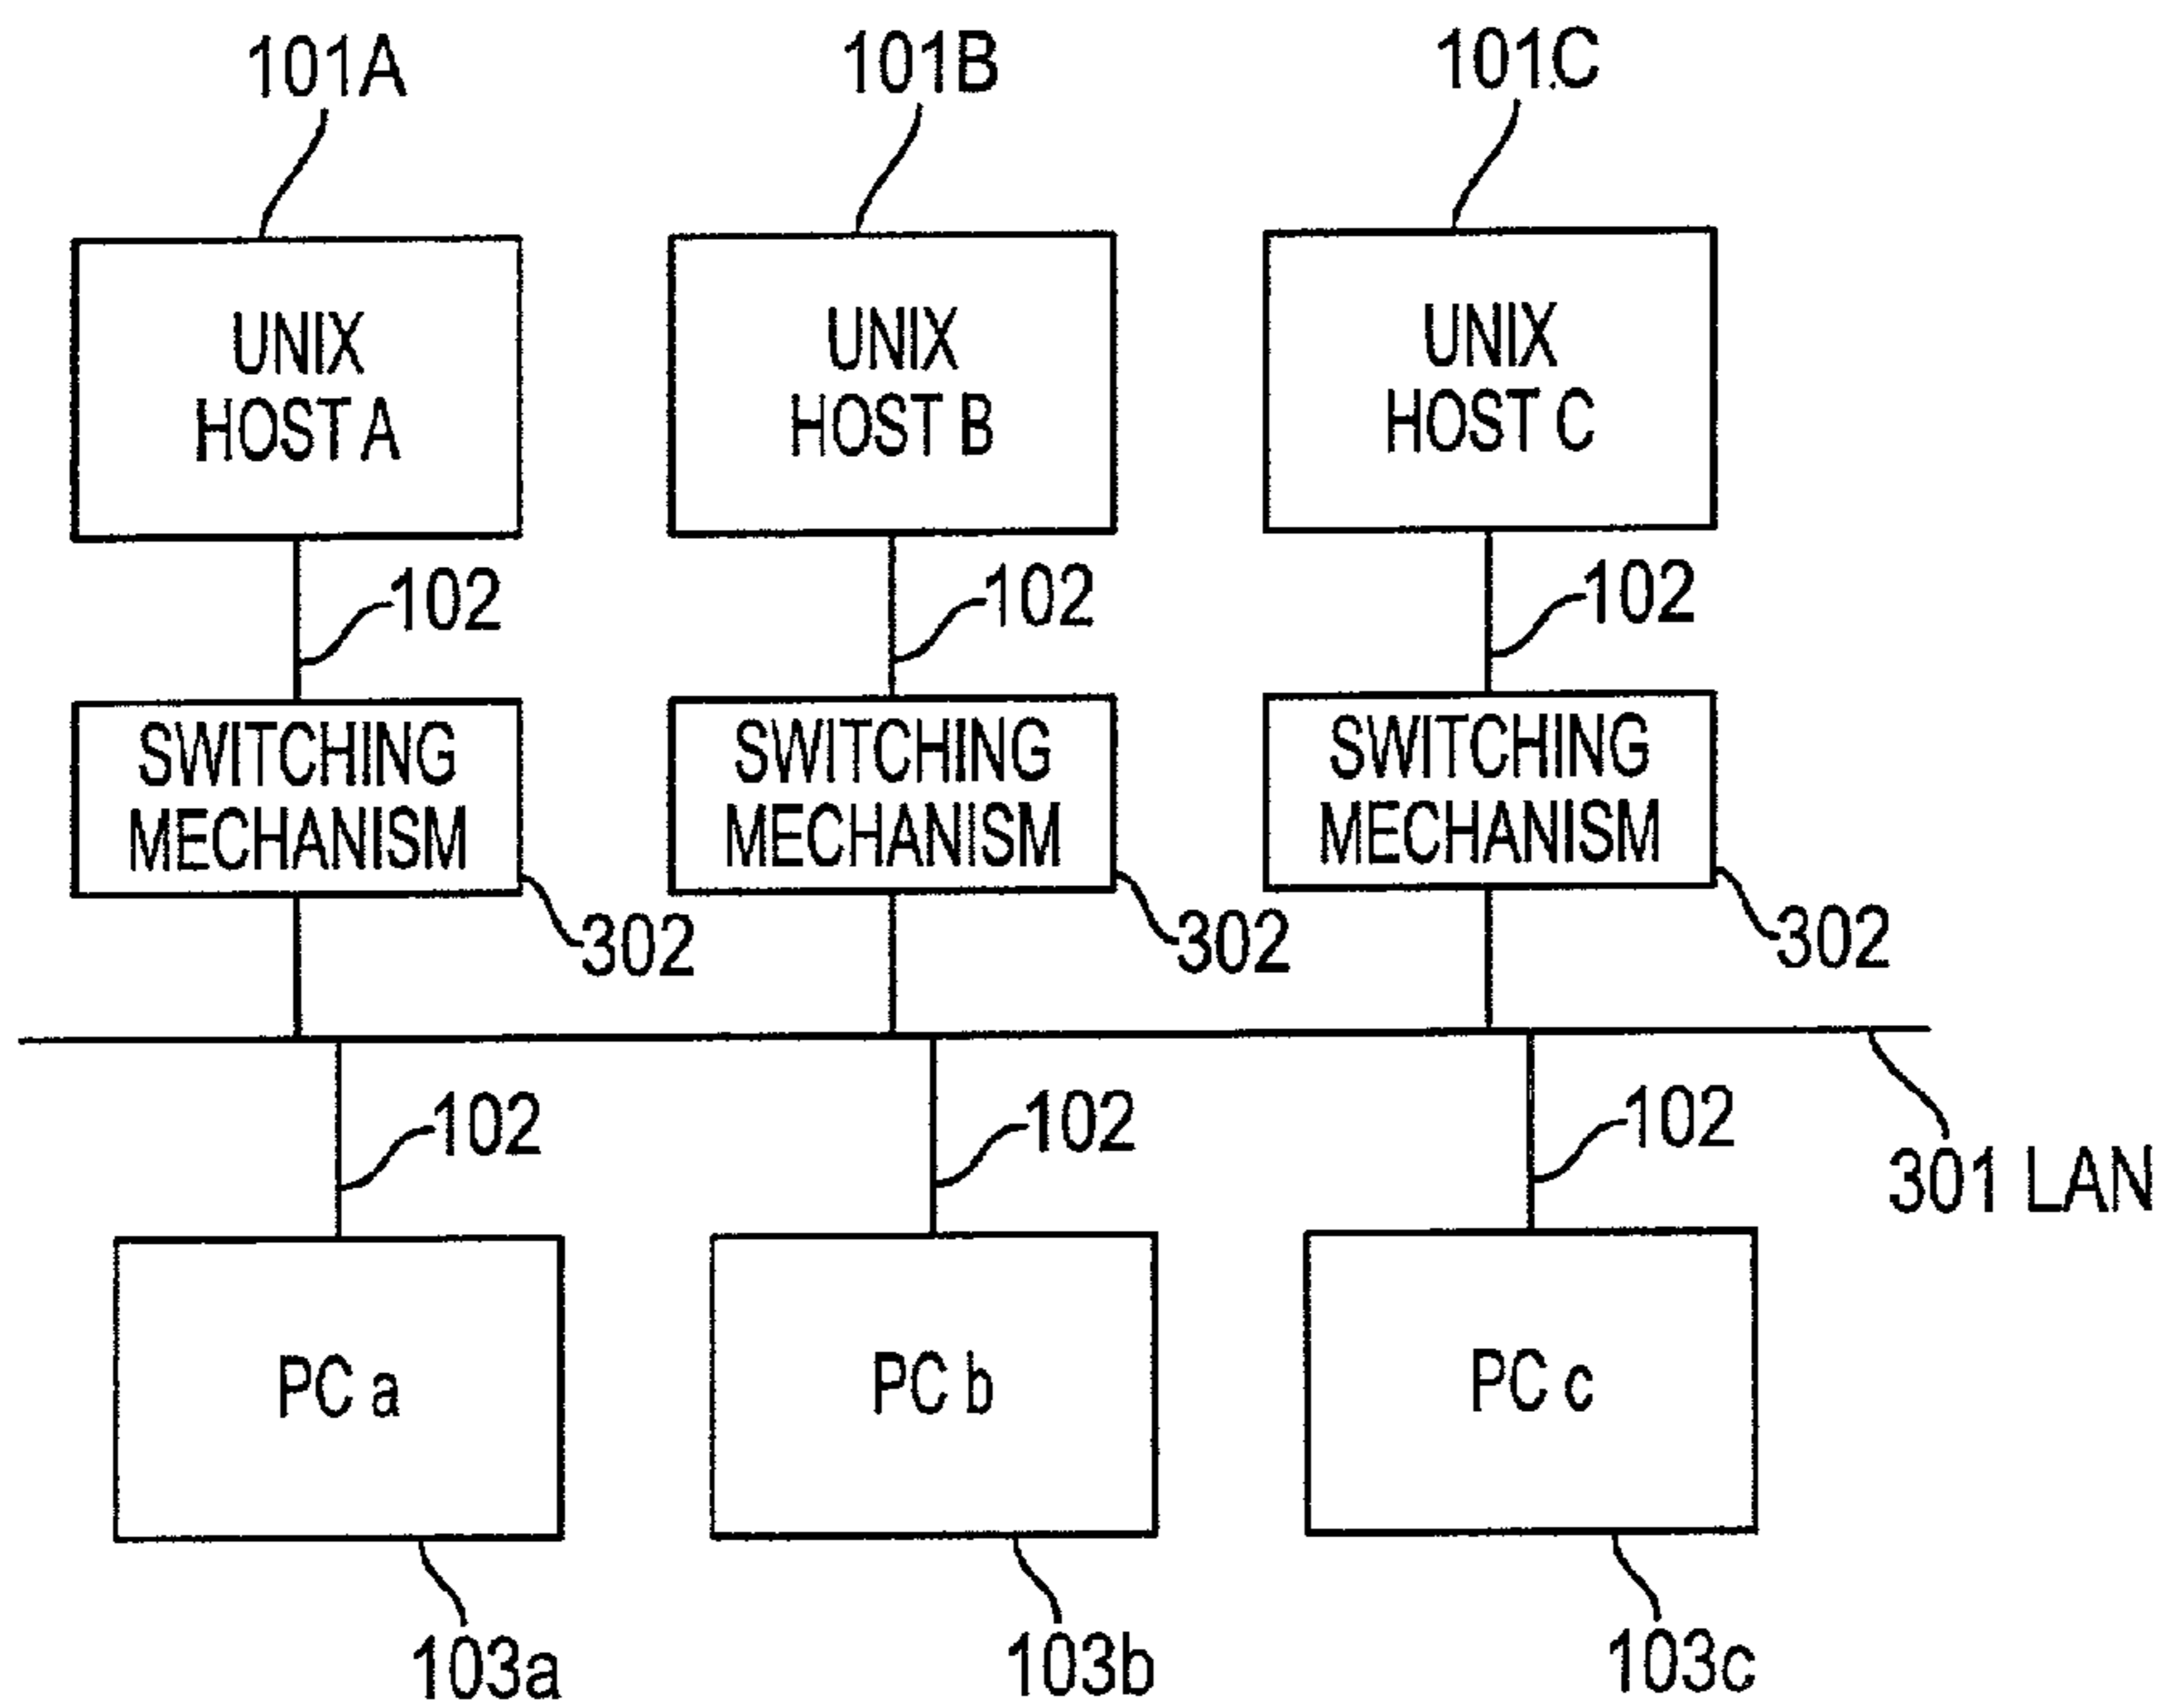 101A
101B
101C
UNIX
HOST A
UNIX
HOST B
UNIX
HOST C
102
102
102
SWITCHING
MECHANISM
SWITCHING
MECHANISM
SWITCHING
MECHANISM
302
302
302
102
102
102
301 LAN
PC a
PC b
PC c
103a
103b
103c